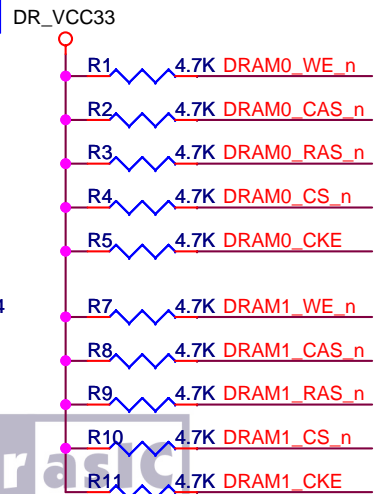 DR_VCC33
R1 4.7K DRAM0_WE_n
R2 4.7K DRAM0_CAS_n
R3 4.7K DRAM0_RAS_n
R4 4.7K DRAM0_CS_n
R5 4.7K DRAM0_CKE
4
R7 4.7K DRAM1_WE_n
R8 4.7K DRAM1_CAS_n
R9 4.7K DRAM1_RAS_n
R10 4.7K DRAM1_CS_n
rasic
R11 4.7K DRAM1_CKE